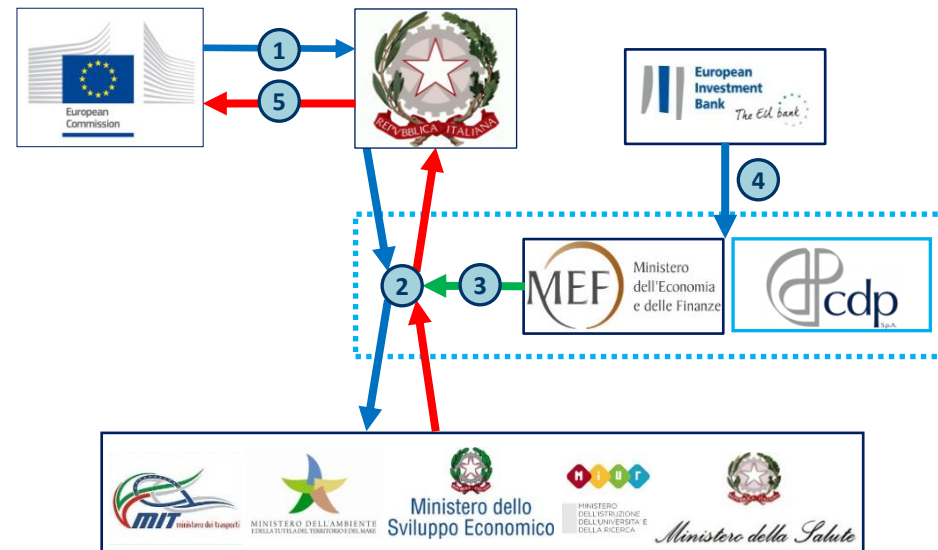 European
Commission
1
5
REPVBBLICA ITALIANA
European
Investment
Bank
The EU bank
4
2
3
MEF
Ministero
dell'Economia
e delle Finanze
cdp
S.p.A.
MIT ministero dei trasporti
MINISTERO DELL'AMBIENTE
E DELLA TUTELA DEL TERRITORIO E DEL MARE
Ministero dello
Sviluppo Economico
MIUR
MINISTERO
DELL'ISTRUZIONE
DELL'UNIVERSITA' E
DELLA RICERCA
Ministero della Salute